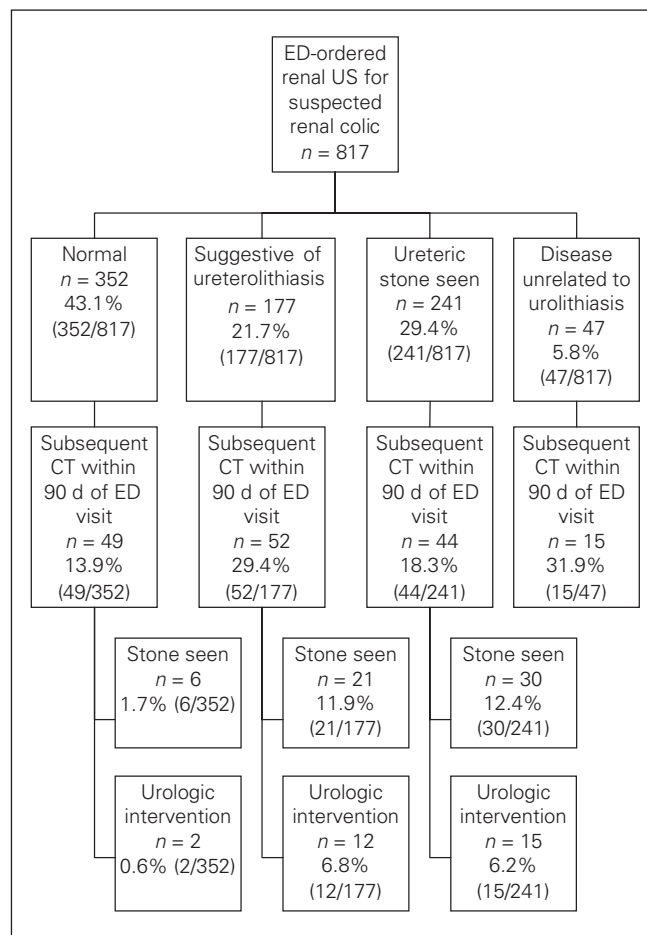 ED-ordered
renal US for
suspected
renal colic
n = 817
Normal
n = 352
43.1%
(352/817)
Suggestive of
ureterolithiasis
n = 177
21.7%
(177/817)
Ureteric
stone seen
n = 241
29.4%
(241/817)
Disease
unrelated to
urolithiasis
n = 47
5.8%
(47/817)
Subsequent
CT within
90 d of ED
visit
n = 49
13.9%
(49/352)
Subsequent
CT within
90 d of ED
visit
n = 52
29.4%
(52/177)
Subsequent
CT within
90 d of ED
visit
n = 44
18.3%
(44/241)
Subsequent
CT within
90 d of ED
visit
n = 15
31.9%
(15/47)
Stone seen
n = 6
1.7% (6/352)
Stone seen
n = 21
11.9%
(21/177)
Stone seen
n = 30
12.4%
(30/241)
Urologic
intervention
n = 2
0.6% (2/352)
Urologic
intervention
n = 12
6.8%
(12/177)
Urologic
intervention
n = 15
6.2%
(15/241)